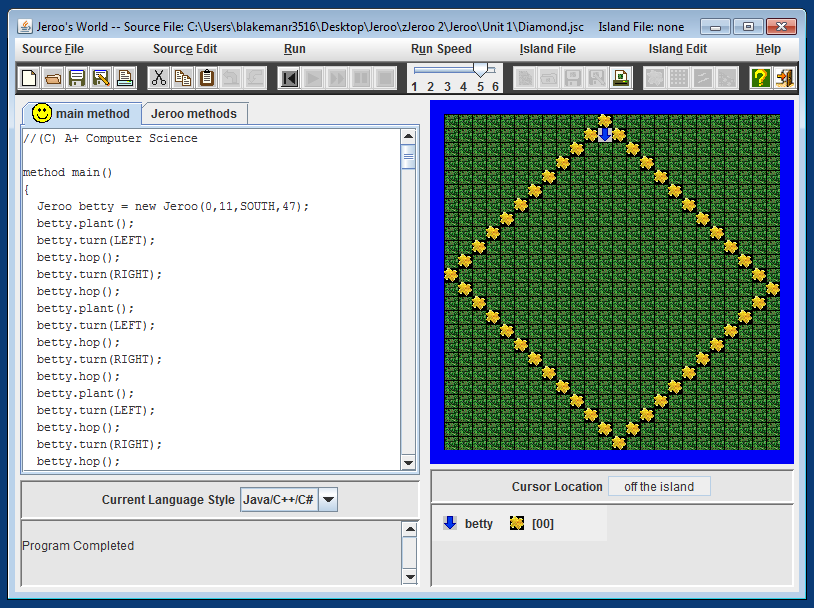 Jeroo's World -- Source File: C:\Users\blakemanr3516\Desktop\Jeroo\zJeroo 2\Jeroo\Unit 1\Diamond.jsc Island File: none
Source File Source Edit Run Run Speed Island File Island Edit Help
1 2 3 4 5 6
main method Jeroo methods
//(C) A+ Computer Science
method main()
{
Jeroo betty = new Jeroo(0,11,SOUTH,47);
betty.plant();
betty.turn(LEFT);
betty.hop();
betty.turn(RIGHT);
betty.hop();
betty.plant();
betty.turn(LEFT);
betty.hop();
betty.turn(RIGHT);
betty.hop();
betty.plant();
betty.turn(LEFT);
betty.hop();
betty.turn(RIGHT);
betty.hop();
Current Language Style Java/C++/C#
Program Completed
Cursor Location off the island
betty [00]